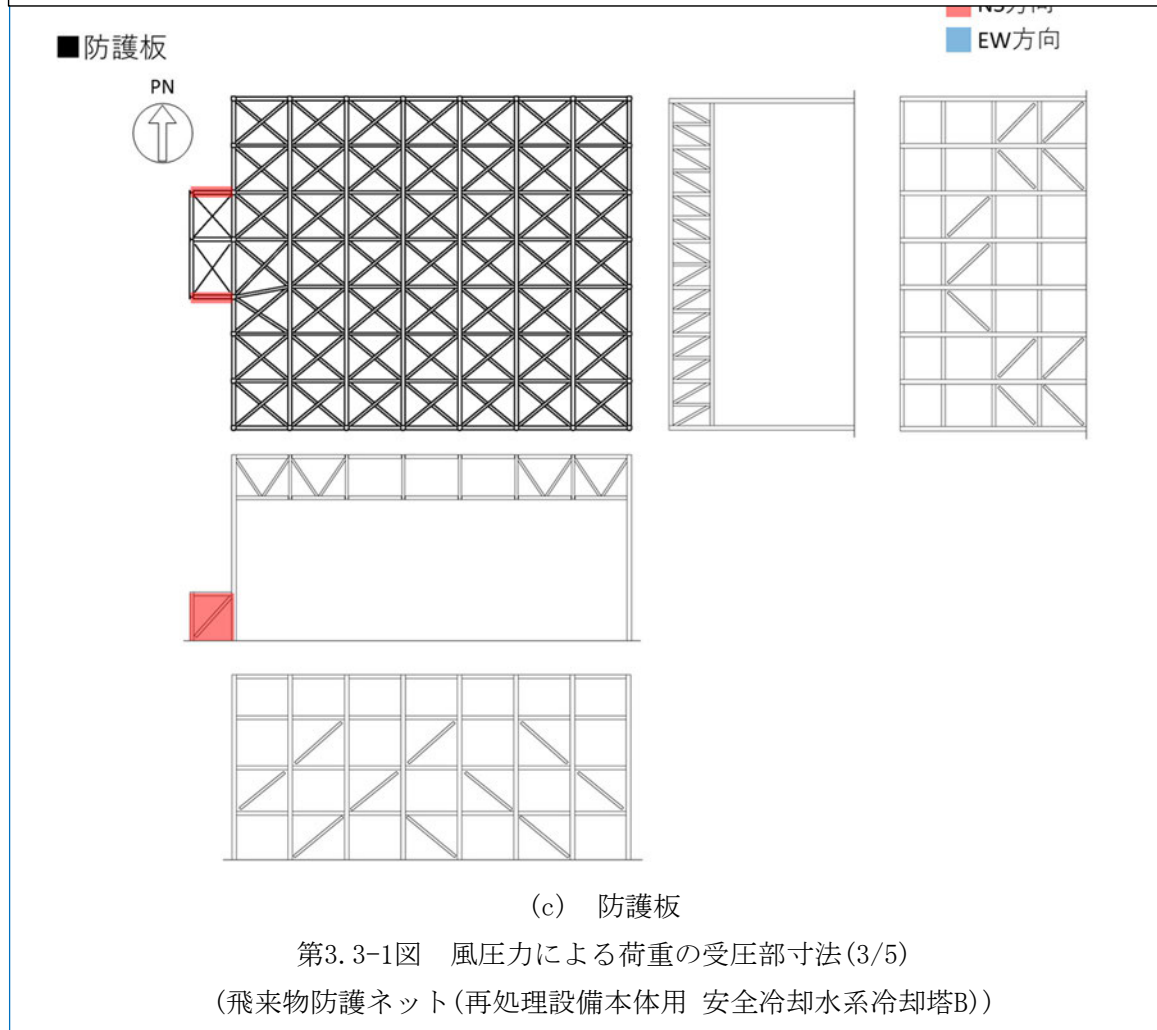 ■防護板
EW方向
PN
(c) 防護板
第3.3-1図 風圧力による荷重の受圧部寸法(3/5)
(飛来物防護ネット(再処理設備本体用 安全冷却水系冷却塔B))